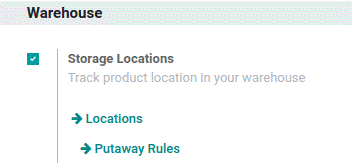 Warehouse
Storage Locations
Track product location in your warehouse
Locations
Putaway Rules